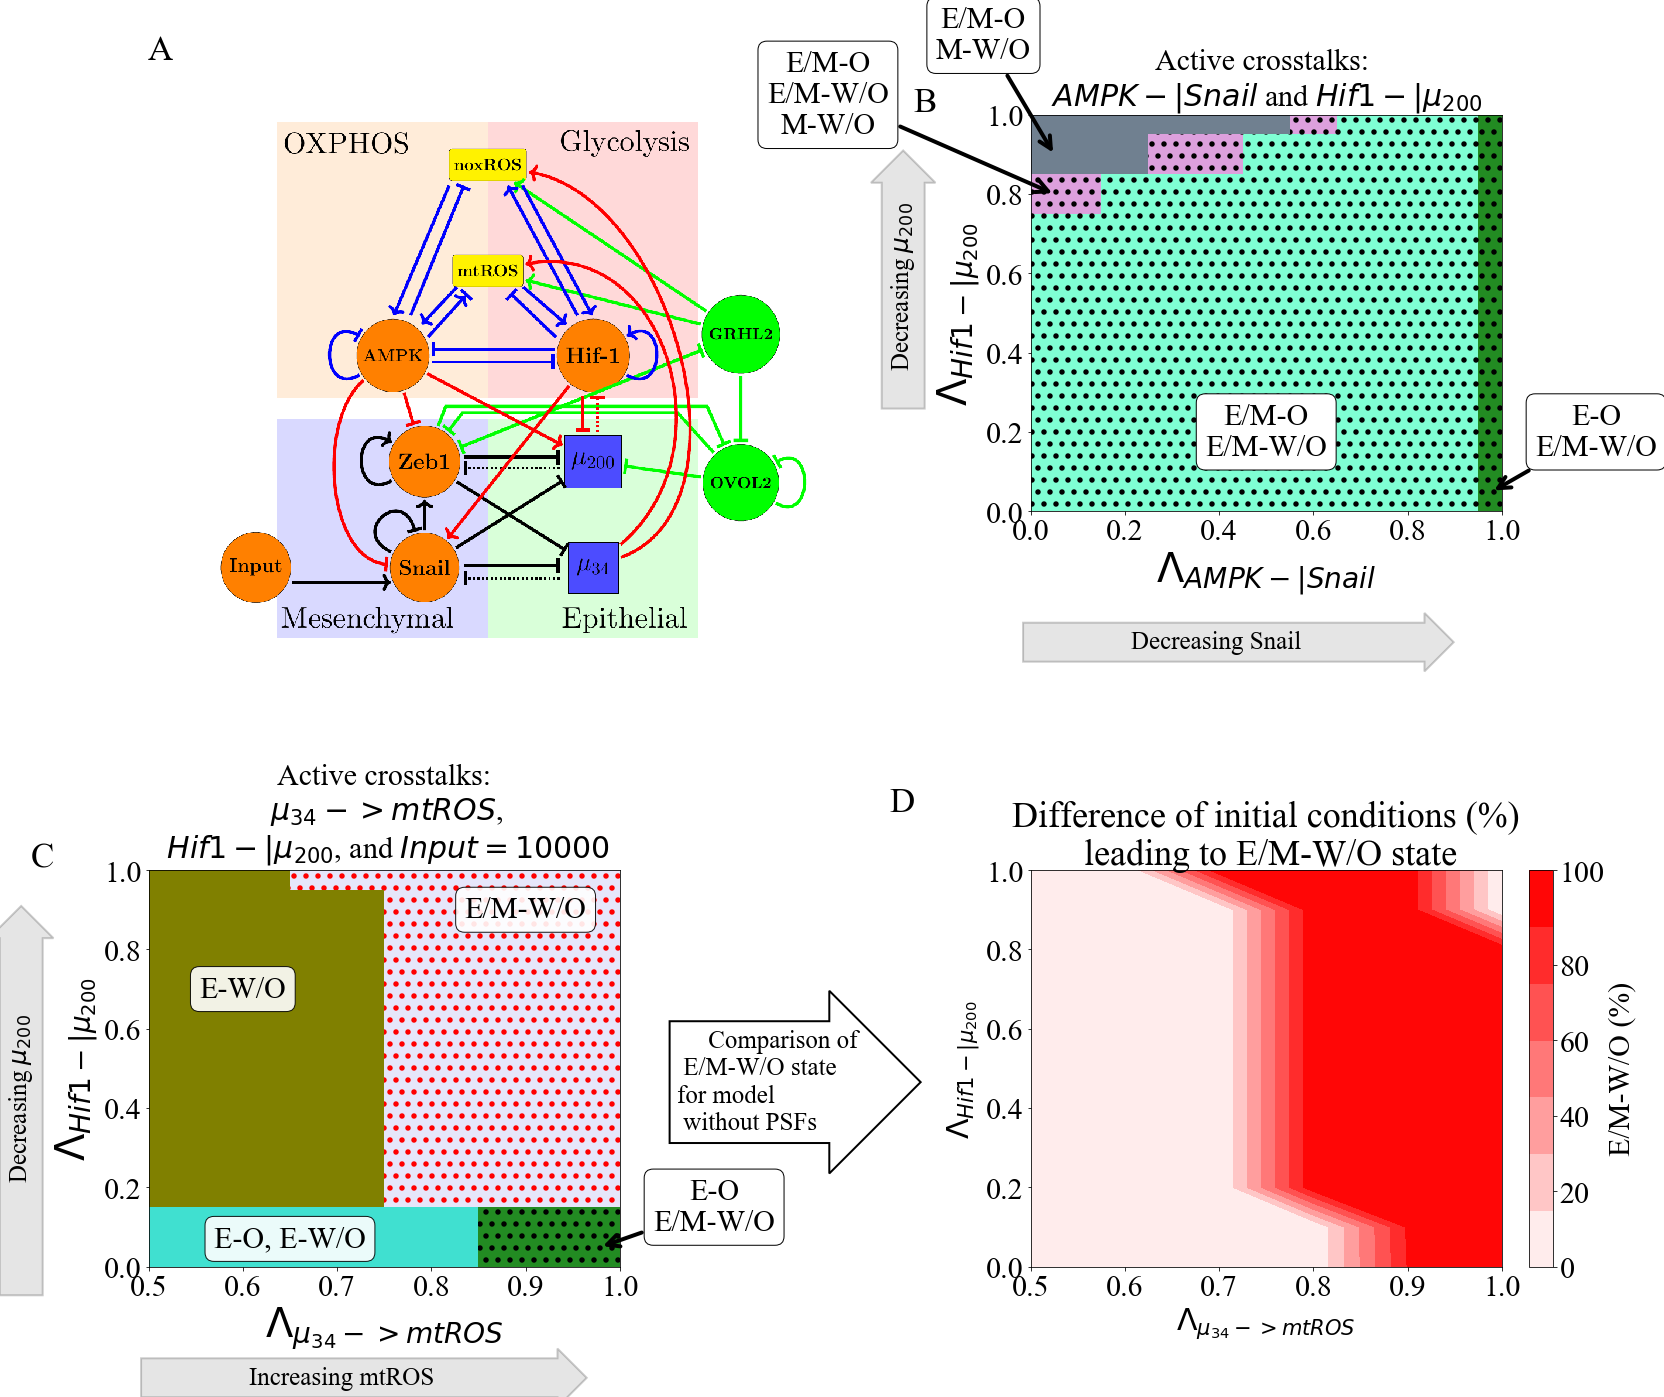 A
OXPHOS
Glycolysis
noxROS
mtROS
AMPK
Hif-1
GRHL2
Zeb1
μ200
OVOL2
Input
Snail
μ34
Mesenchymal
Epithelial
B
E/M-O
M-W/O
E/M-O
E/M-W/O
M-W/O
Active crosstalks:
AMPK − |Snail and Hif1 − |μ200
1.0
0.8
0.6
0.4
0.2
0.0
Decreasing μ200
ΛHif1 − |μ200
E/M-O
E/M-W/O
E-O
E/M-W/O
0.0 0.2 0.4 0.6 0.8 1.0
ΛAMPK − |Snail
Decreasing Snail
C
Active crosstalks:
μ34 − > mtROS,
Hif1 − |μ200, and Input = 10000
1.0
0.8
0.6
0.4
0.2
0.0
Decreasing μ200
ΛHif1 − |μ200
E/M-W/O
E-W/O
E-O, E-W/O
E-O
E/M-W/O
0.5 0.6 0.7 0.8 0.9 1.0
Λμ34 − > mtROS
Increasing mtROS
Comparison of
E/M-W/O state
for model
without PSFs
D
Difference of initial conditions (%)
leading to E/M-W/O state
1.0
0.8
0.6
0.4
0.2
0.0
ΛHif1 − |μ200
0.5 0.6 0.7 0.8 0.9 1.0
Λμ34 − > mtROS
100
80
60
40
20
0
E/M-W/O (%)